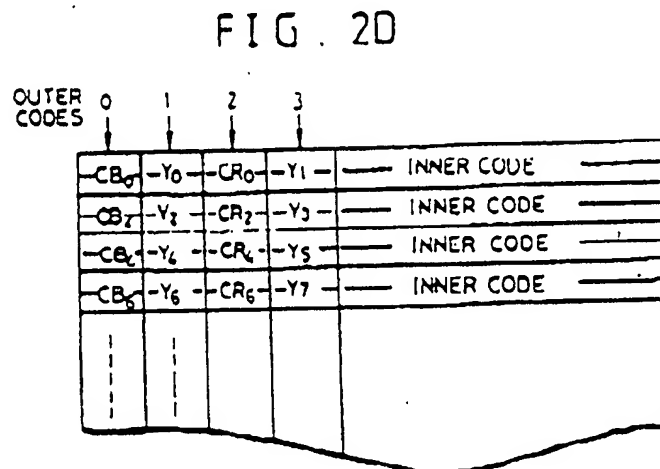 FIG. 2D
OUTER CODES 0 1 2 3
CB₀ Y₀ CR₀ Y₁ INNER CODE
CB₂ Y₂ CR₂ Y₃ INNER CODE
CB₄ Y₄ CR₄ Y₅ INNER CODE
CB₆ Y₆ CR₆ Y₇ INNER CODE